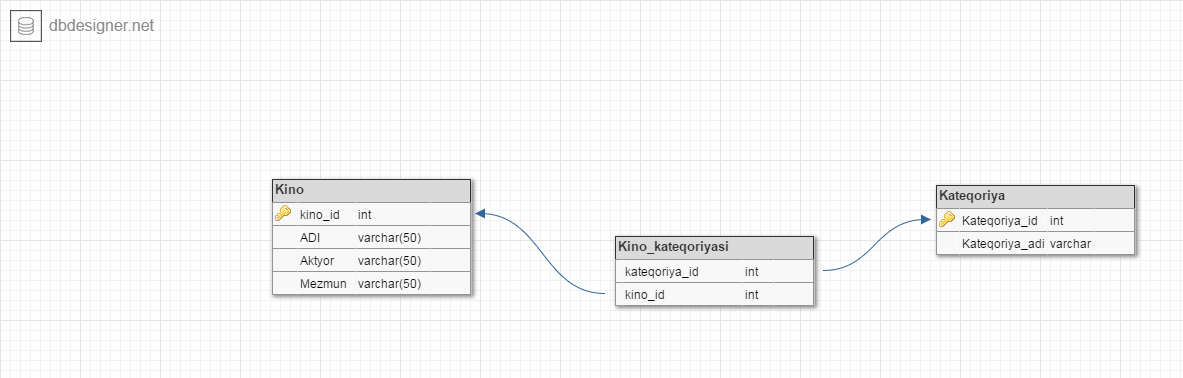 dbdesigner.net
Kino
kino_id int
ADI varchar(50)
Aktyor varchar(50)
Mezmun varchar(50)
Kino_kateqoriyasi
kateqoriya_id int
kino_id int
Kateqoriya
Kateqoriya_id int
Kateqoriya_adi varchar